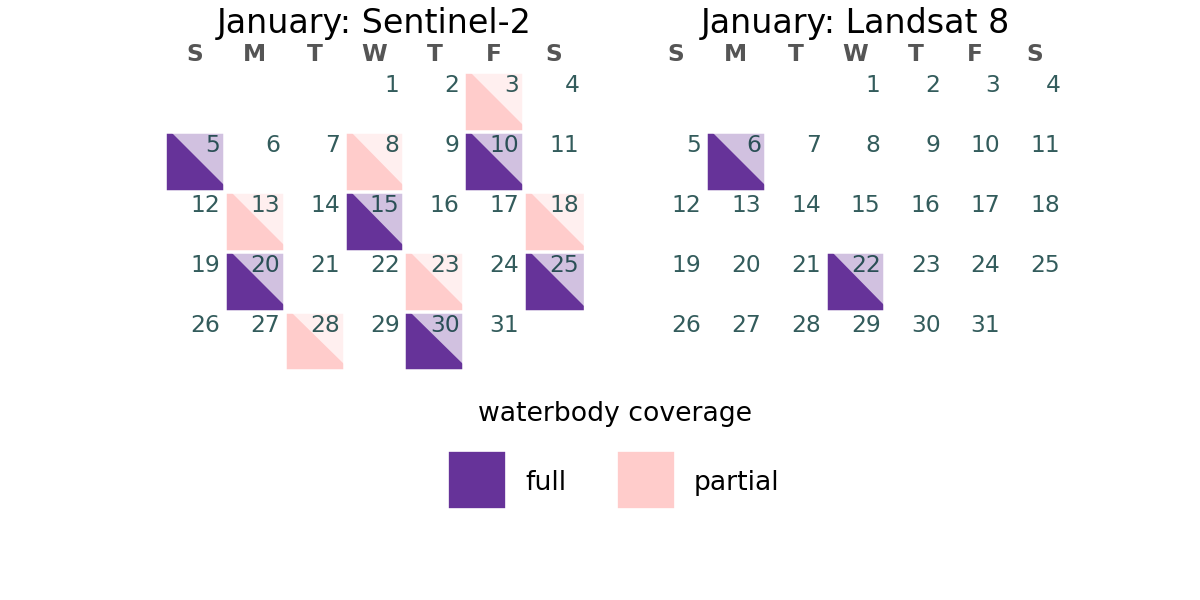 January: Sentinel-2
S M T W T F S
1 2 3 4
5 6 7 8 9 10 11
12 13 14 15 16 17 18
19 20 21 22 23 24 25
26 27 28 29 30 31
January: Landsat 8
S M T W T F S
1 2 3 4
5 6 7 8 9 10 11
12 13 14 15 16 17 18
19 20 21 22 23 24 25
26 27 28 29 30 31
waterbody coverage
full
partial